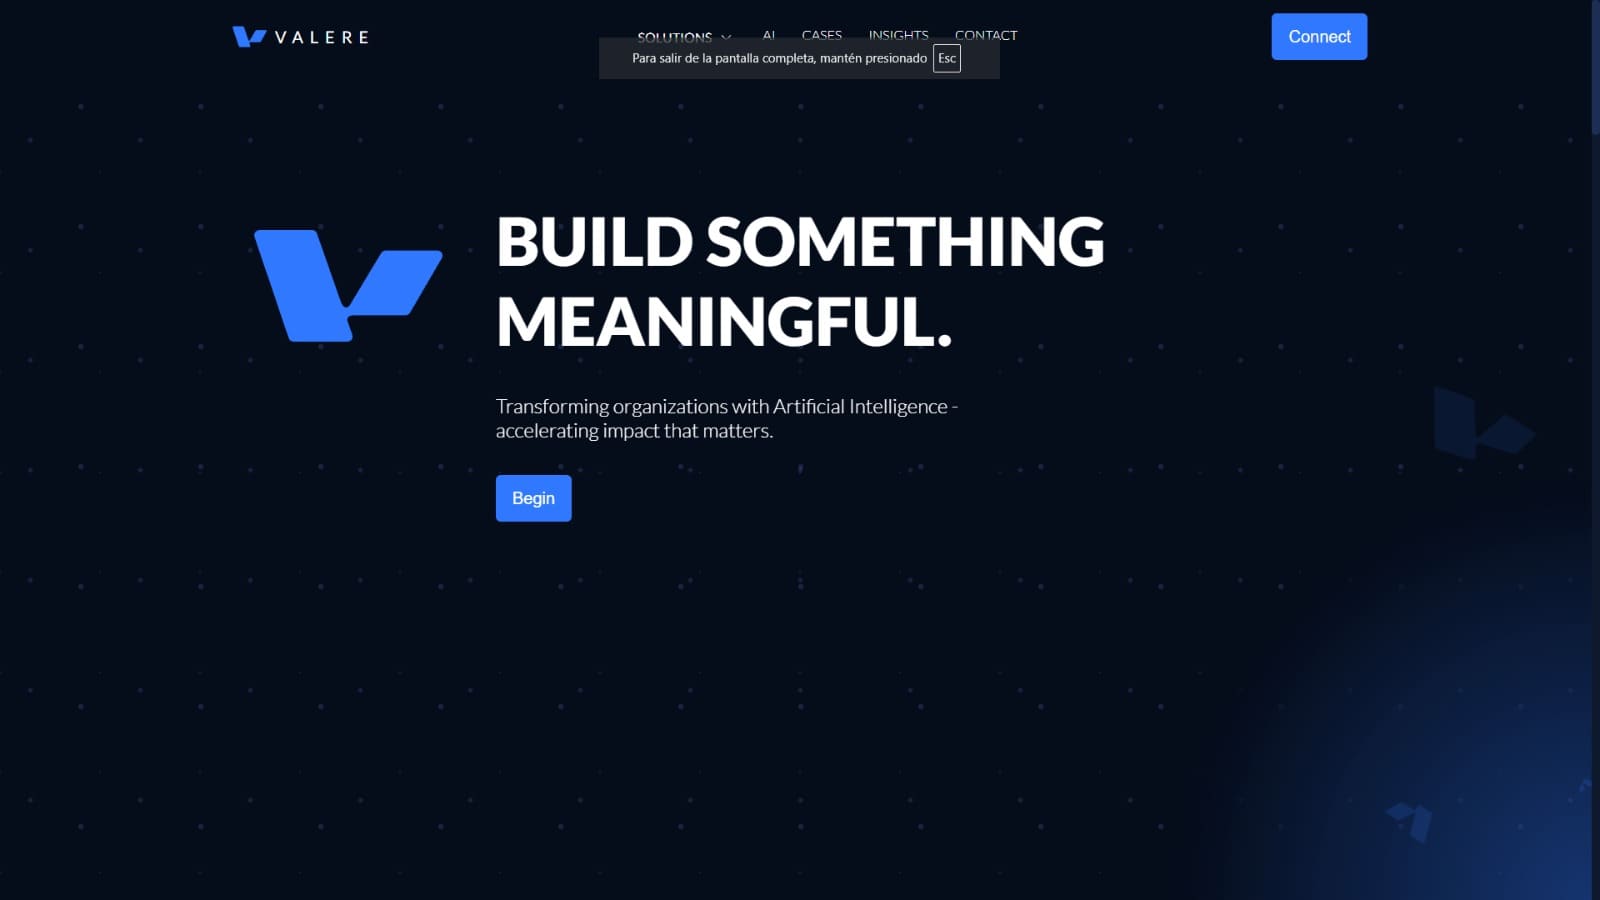 VALERE
SOLUTIONS AI CASES INSIGHTS CONTACT
Connect
Para salir de la pantalla completa, mantén presionado Esc
BUILD SOMETHING
MEANINGFUL.
Transforming organizations with Artificial Intelligence -
accelerating impact that matters.
Begin